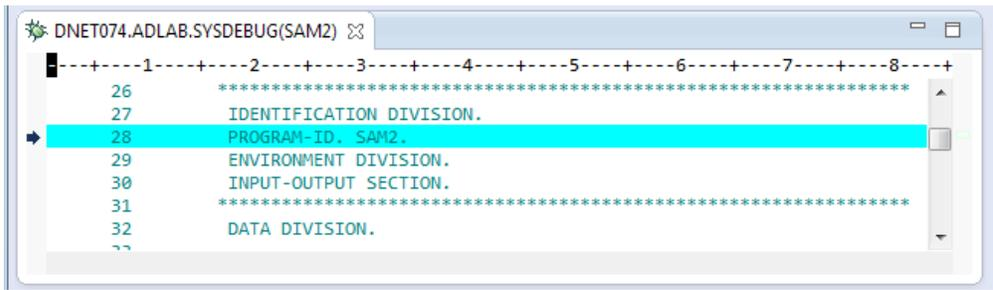 DNET074.ADLAB.SYSDEBUG(SAM2)
----+----1----+----2----+----3----+----4----+----5----+----6----+----7----+----8----+
26 *****************************************************************
27 IDENTIFICATION DIVISION.
28 PROGRAM-ID. SAM2.
29 ENVIRONMENT DIVISION.
30 INPUT-OUTPUT SECTION.
31 *****************************************************************
32 DATA DIVISION.